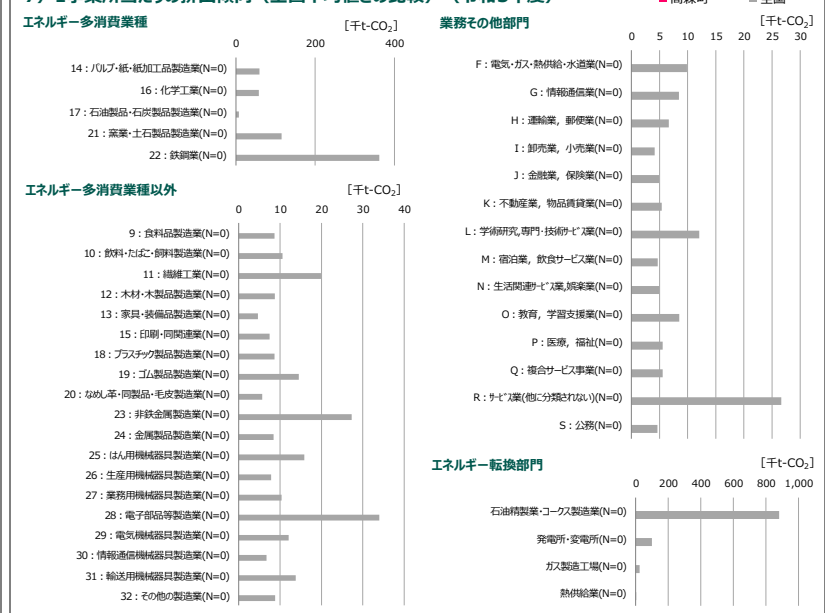 エネルギー多消費業種
[千t-CO₂]
0 200 400
14：パルプ・紙・紙加工品製造業(N=0)
16：化学工業(N=0)
17：石油製品・石炭製品製造業(N=0)
21：窯業・土石製品製造業(N=0)
22：鉄鋼業(N=0)
エネルギー多消費業種以外
[千t-CO₂]
0 10 20 30 40
9：食料品製造業(N=0)
10：飲料・たばこ・飼料製造業(N=0)
11：繊維工業(N=0)
12：木材・木製品製造業(N=0)
13：家具・装備品製造業(N=0)
15：印刷・同関連業(N=0)
18：プラスチック製品製造業(N=0)
19：ゴム製品製造業(N=0)
20：なめし革・同製品・毛皮製造業(N=0)
23：非鉄金属製造業(N=0)
24：金属製品製造業(N=0)
25：はん用機械器具製造業(N=0)
26：生産用機械器具製造業(N=0)
27：業務用機械器具製造業(N=0)
28：電子部品等製造業(N=0)
29：電気機械器具製造業(N=0)
30：情報通信機械器具製造業(N=0)
31：輸送用機械器具製造業(N=0)
32：その他の製造業(N=0)
業務その他部門
[千t-CO₂]
0 5 10 15 20 25 30
F：電気・ガス・熱供給・水道業(N=0)
G：情報通信業(N=0)
H：運輸業，郵便業(N=0)
I：卸売業，小売業(N=0)
J：金融業，保険業(N=0)
K：不動産業，物品賃貸業(N=0)
L：学術研究,専門・技術ｻｰﾋﾞｽ業(N=0)
M：宿泊業，飲食サービス業(N=0)
N：生活関連ｻｰﾋﾞｽ業,娯楽業(N=0)
O：教育，学習支援業(N=0)
P：医療，福祉(N=0)
Q：複合サービス事業(N=0)
R：ｻｰﾋﾞｽ業(他に分類されない)(N=0)
S：公務(N=0)
エネルギー転換部門
[千t-CO₂]
0 200 400 600 800 1,000
石油精製業・コークス製造業(N=0)
発電所・変電所(N=0)
ガス製造工場(N=0)
熱供給業(N=0)